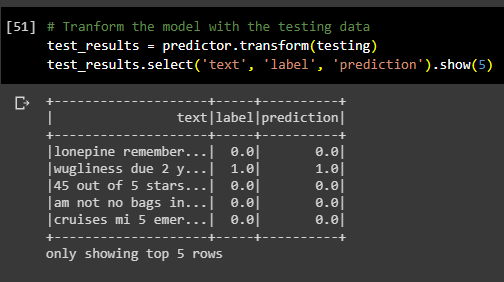 [51] # Tranform the model with the testing data
test_results = predictor.transform(testing)
test_results.select('text', 'label', 'prediction').show(5)
+--------------------+-----+----------+
|                text|label|prediction|
+--------------------+-----+----------+
|lonepine remember...|  0.0|       0.0|
|wugliness due 2 y...|  1.0|       1.0|
|45 out of 5 stars...|  0.0|       0.0|
|am not no bags in...|  0.0|       0.0|
|cruises mi 5 emer...|  0.0|       0.0|
+--------------------+-----+----------+
only showing top 5 rows